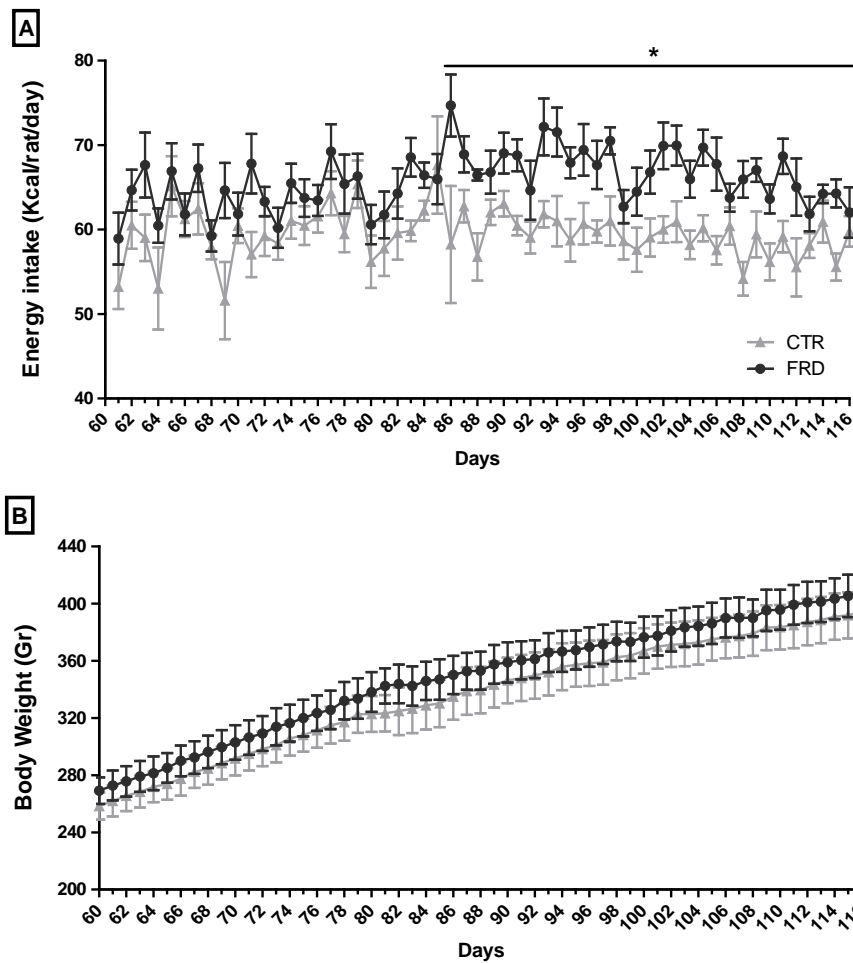 A
*
Energy intake (Kcal/rat/day)
80
70
60
50
40
CTR
FRD
60 62 64 66 68 70 72 74 76 78 80 82 84 86 88 90 92 94 96 98 100 102 104 106 108 110 112 114 116
Days
B
Body Weight (Gr)
440
400
360
320
280
240
200
60 62 64 66 68 70 72 74 76 78 80 82 84 86 88 90 92 94 96 98 100 102 104 106 108 110 112 114
Days